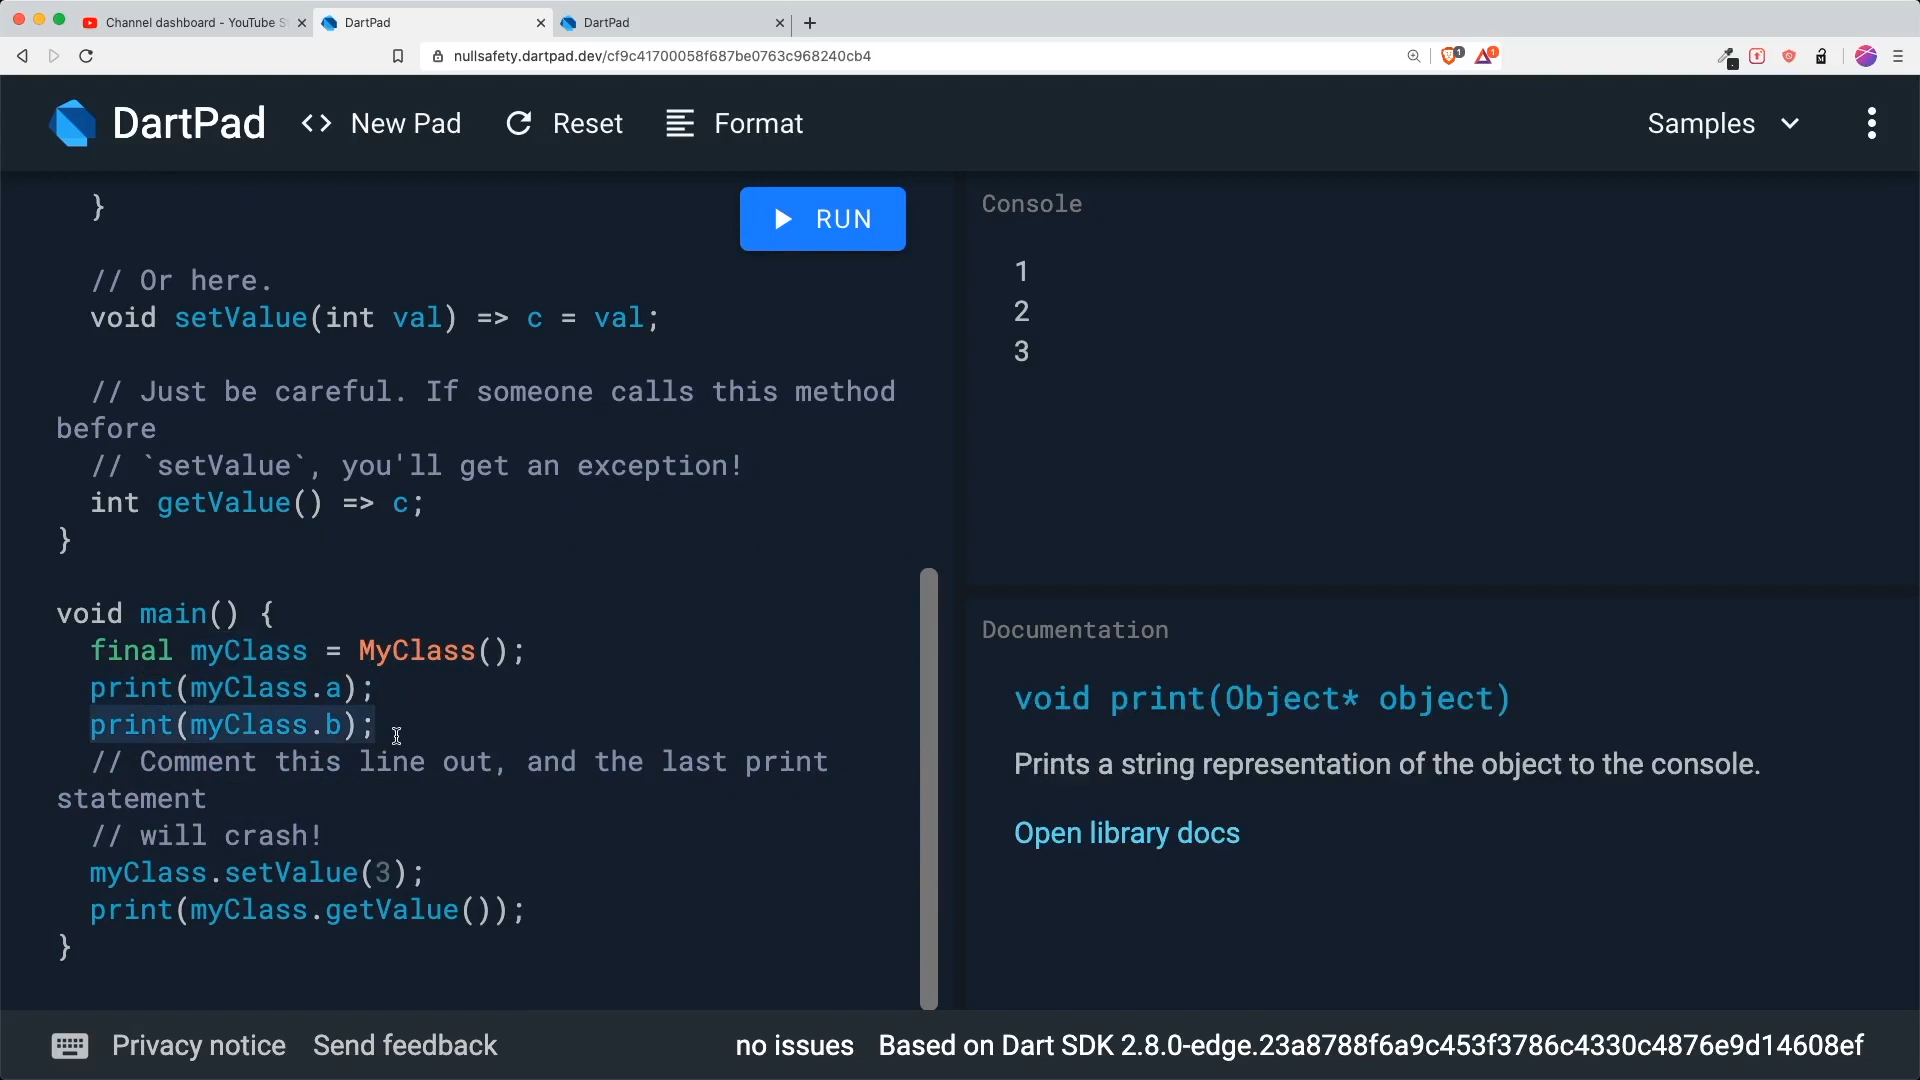 Channel dashboard - YouTube S
DartPad
DartPad
nullsafety.dartpad.dev/cf9c41700058f687be0763c968240cb4
1
1
DartPad
<> New Pad
Reset
Format
Samples
}
RUN
// Or here.
void setValue(int val) => c = val;
// Just be careful. If someone calls this method
before
// `setValue`, you'll get an exception!
int getValue() => c;
}
void main() {
final myClass = MyClass();
print(myClass.a);
print(myClass.b);
// Comment this line out, and the last print
statement
// will crash!
myClass.setValue(3);
print(myClass.getValue());
}
Console
1
2
3
Documentation
void print(Object* object)
Prints a string representation of the object to the console.
Open library docs
Privacy notice
Send feedback
no issues
Based on Dart SDK 2.8.0-edge.23a8788f6a9c453f3786c4330c4876e9d14608ef